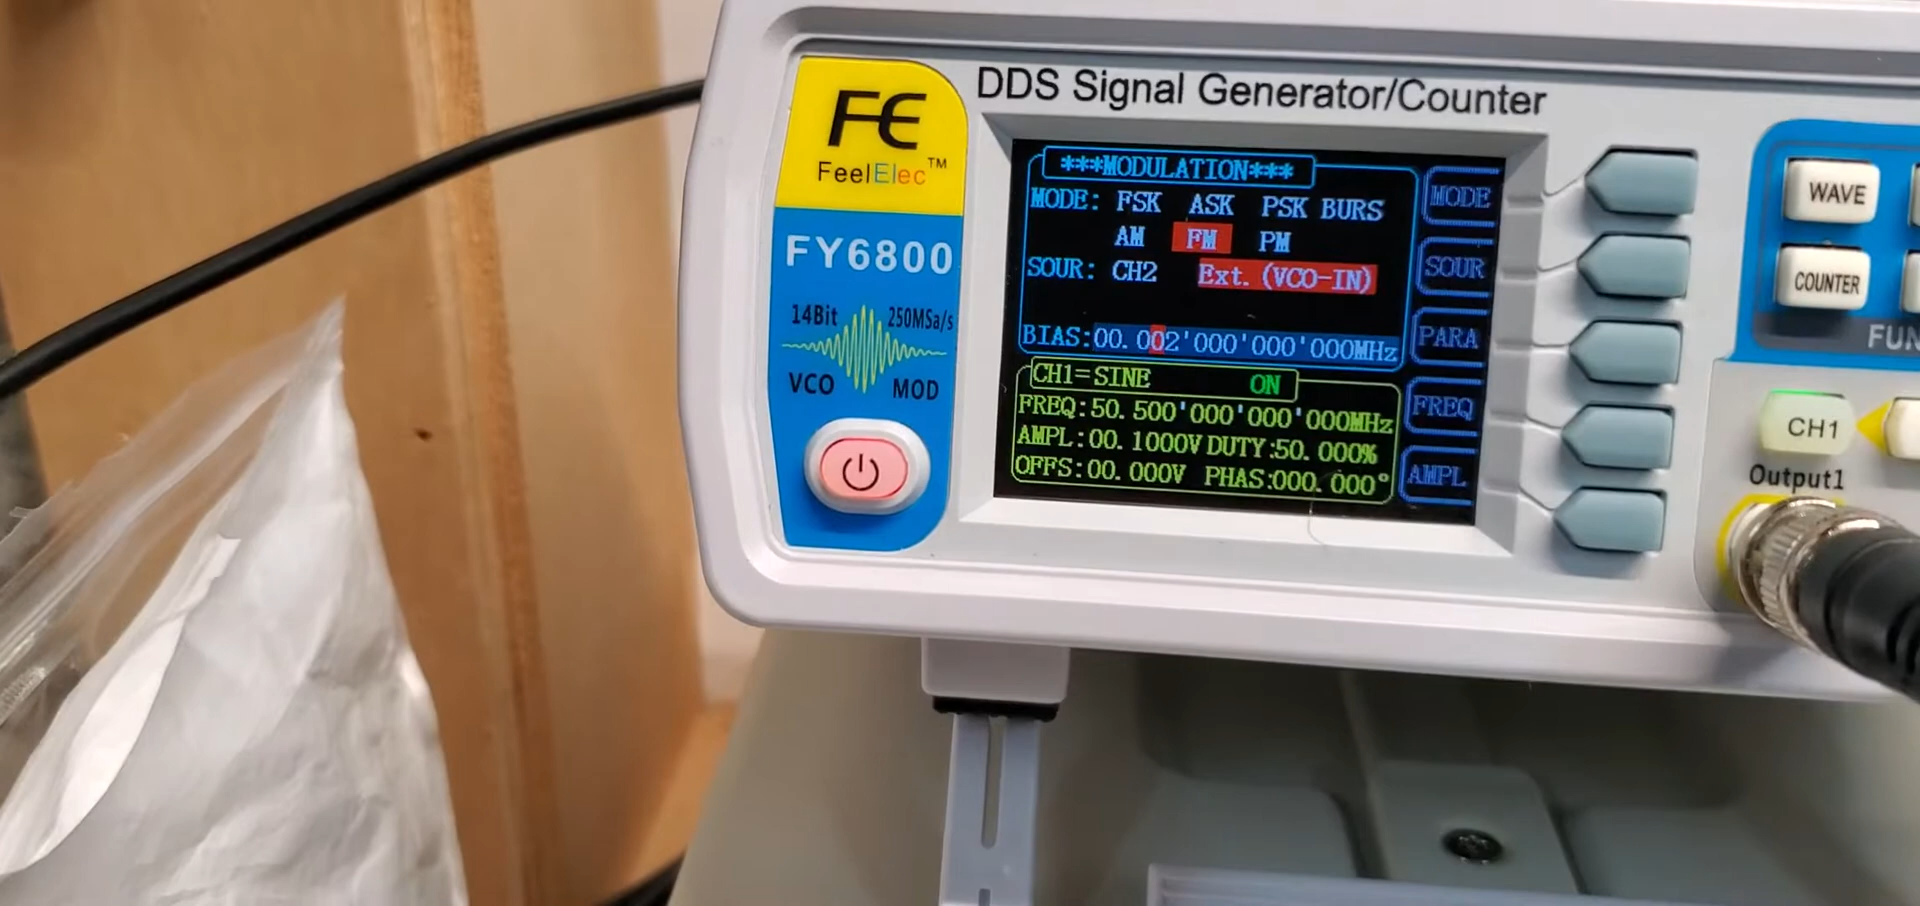 DDS Signal Generator/Counter
FE
FeelElec™
FY6800
14Bit 250MSa/s
VCO MOD
***MODULATION***
MODE: FSK ASK PSK BURS
AM FM PM
SOUR: CH2 Ext. (VCO-IN)
BIAS:00.002'000'000'000MHz
CH1=SINE ON
FREQ:50.500'000'000'000MHz
AMPL:00.1000V DUTY:50.000%
OFFS:00.000V PHAS:000.000°
MODE
SOUR
PARA
FREQ
AMPL
WAVE
COUNTER
FUN
CH1
Output1